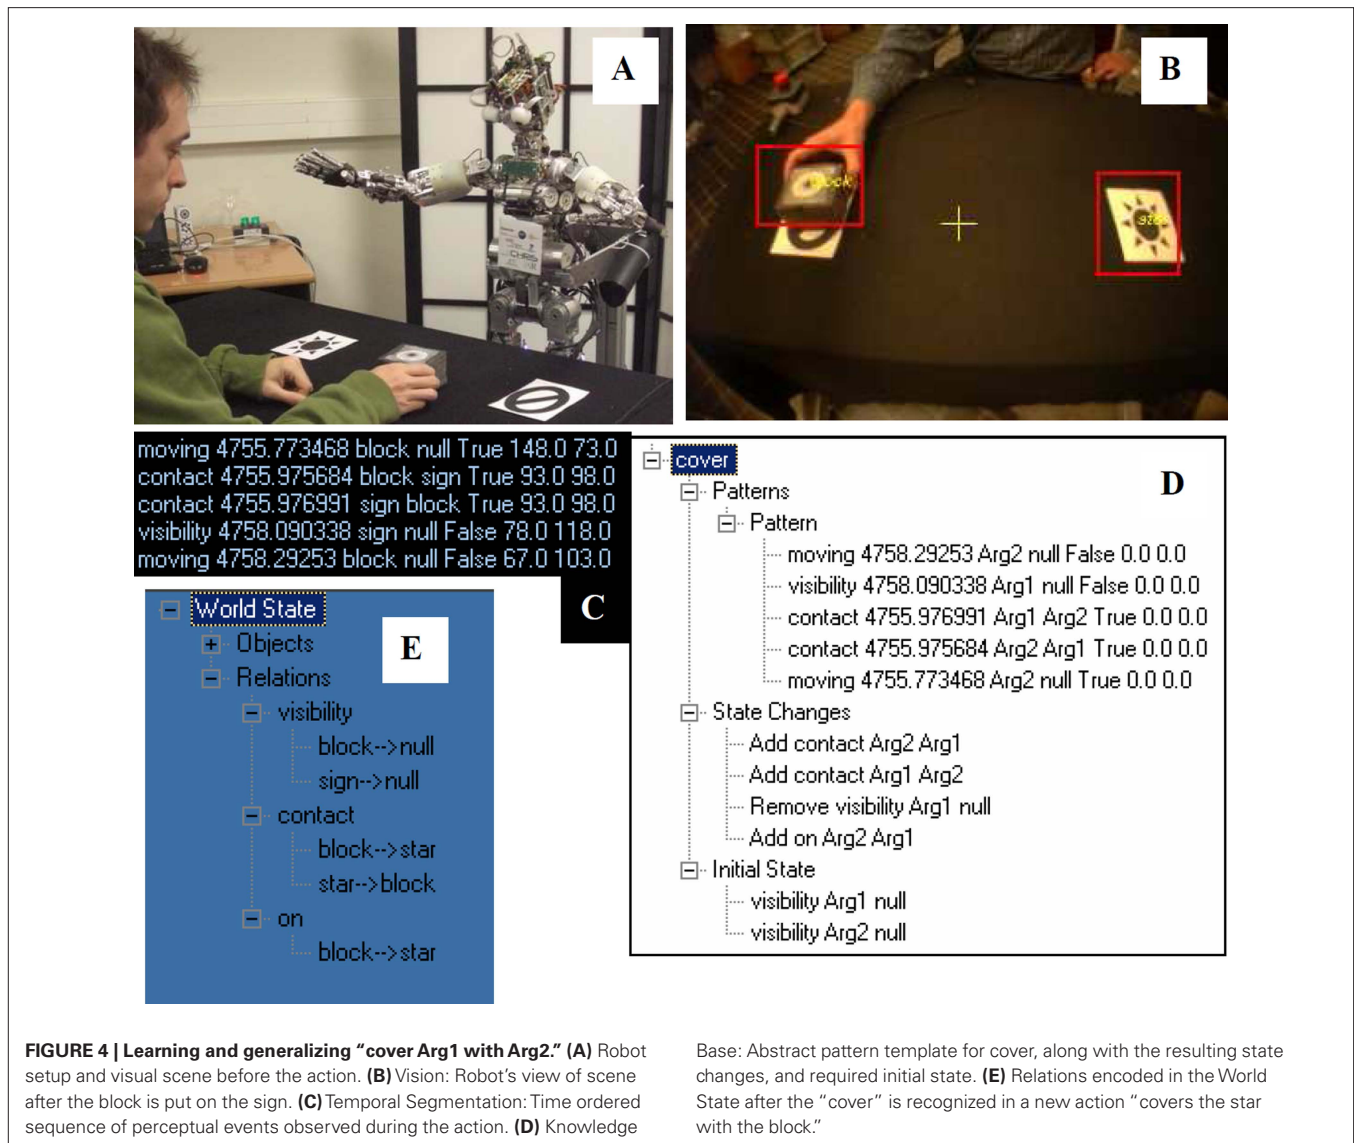 A
B
block
star
CHRIS
moving 4755.773468 block null True 148.0 73.0
contact 4755.975684 block sign True 93.0 98.0
contact 4755.976991 sign block True 93.0 98.0
visibility 4758.090338 sign null False 78.0 118.0
moving 4758.29253 block null False 67.0 103.0
C
cover
D
Patterns
Pattern
moving 4758.29253 Arg2 null False 0.0 0.0
visibility 4758.090338 Arg1 null False 0.0 0.0
contact 4755.976991 Arg1 Arg2 True 0.0 0.0
contact 4755.975684 Arg2 Arg1 True 0.0 0.0
moving 4755.773468 Arg2 null True 0.0 0.0
State Changes
Add contact Arg2 Arg1
Add contact Arg1 Arg2
Remove visibility Arg1 null
Add on Arg2 Arg1
Initial State
visibility Arg1 null
visibility Arg2 null
World State
E
Objects
Relations
visibility
block-->null
sign-->null
contact
block-->star
star-->block
on
block-->star
FIGURE 4 | Learning and generalizing “cover Arg1 with Arg2.” (A) Robot
setup and visual scene before the action. (B) Vision: Robot’s view of scene
after the block is put on the sign. (C) Temporal Segmentation: Time ordered
sequence of perceptual events observed during the action. (D) Knowledge
Base: Abstract pattern template for cover, along with the resulting state
changes, and required initial state. (E) Relations encoded in the World
State after the “cover” is recognized in a new action “covers the star
with the block.”